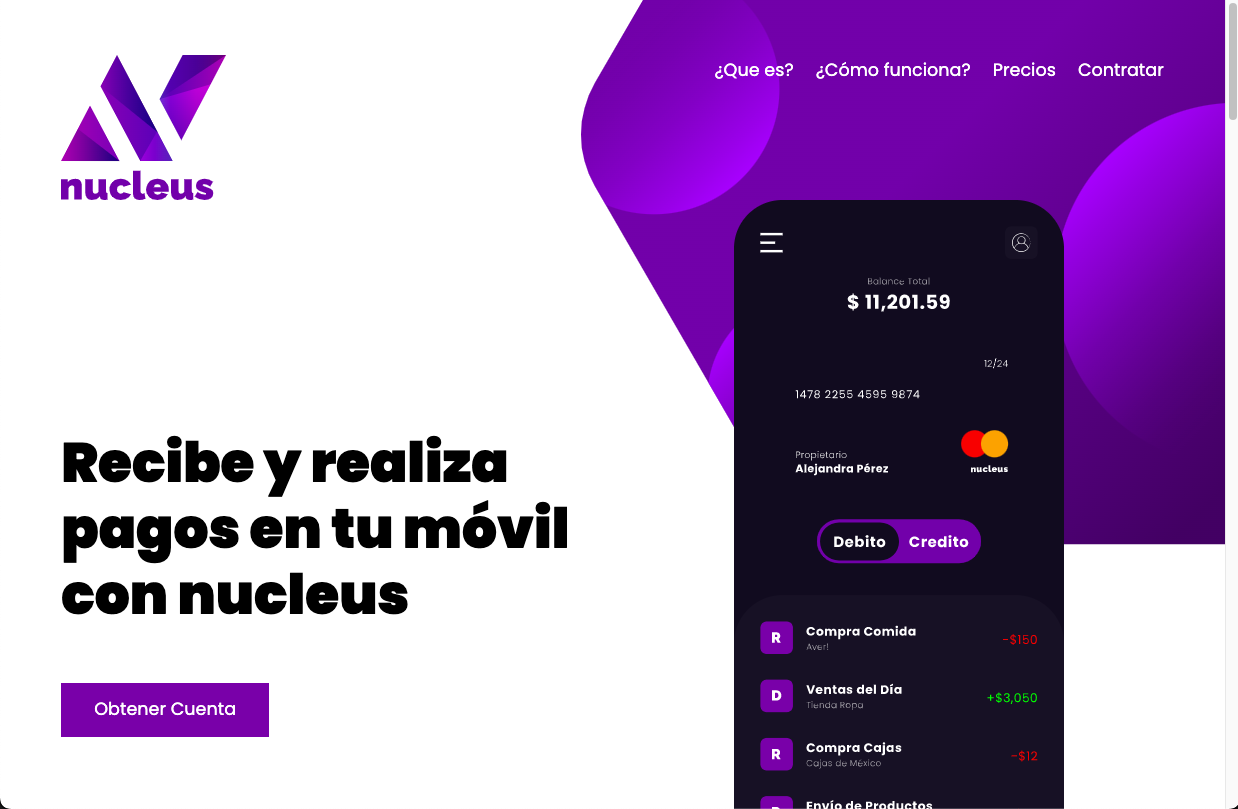 nucleus
¿Que es? ¿Cómo funciona? Precios Contratar
Recibe y realiza
pagos en tu móvil
con nucleus
Obtener Cuenta
Balance Total
$ 11,201.59
12/24
1478 2255 4595 9874
Propietario
Alejandra Pérez
nucleus
Debito Credito
R Compra Comida -$150
Aver!
D Ventas del Día +$3,050
Tienda Ropa
R Compra Cajas -$12
Cajas de México
Envío de Productos